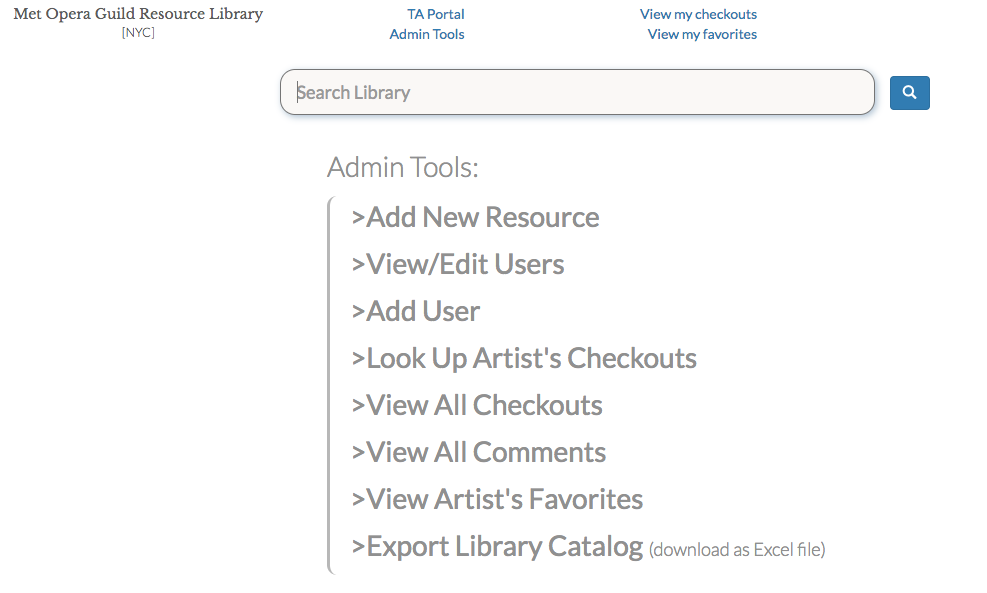 Met Opera Guild Resource Library
[NYC]
TA Portal
Admin Tools
View my checkouts
View my favorites
Search Library
Admin Tools:
>Add New Resource
>View/Edit Users
>Add User
>Look Up Artist's Checkouts
>View All Checkouts
>View All Comments
>View Artist's Favorites
>Export Library Catalog (download as Excel file)